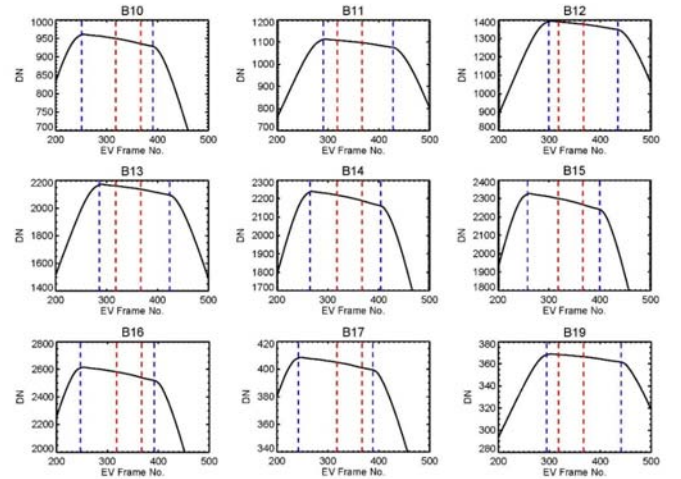 B10
1000
950
900
850
800
750
700
DN
200 300 400 500
EV Frame No.
B11
1200
1100
1000
900
800
700
DN
200 300 400 500
EV Frame No.
B12
1400
1300
1200
1100
1000
900
800
DN
200 300 400 500
EV Frame No.
B13
2200
2000
1800
1600
1400
DN
200 300 400 500
EV Frame No.
B14
2300
2200
2100
2000
1900
1800
1700
DN
200 300 400 500
EV Frame No.
B15
2400
2300
2200
2100
2000
1900
1800
DN
200 300 400 500
EV Frame No.
B16
2800
2600
2400
2200
2000
DN
200 300 400 500
EV Frame No.
B17
420
400
380
360
340
DN
200 300 400 500
EV Frame No.
B19
380
360
340
320
300
280
DN
200 300 400 500
EV Frame No.